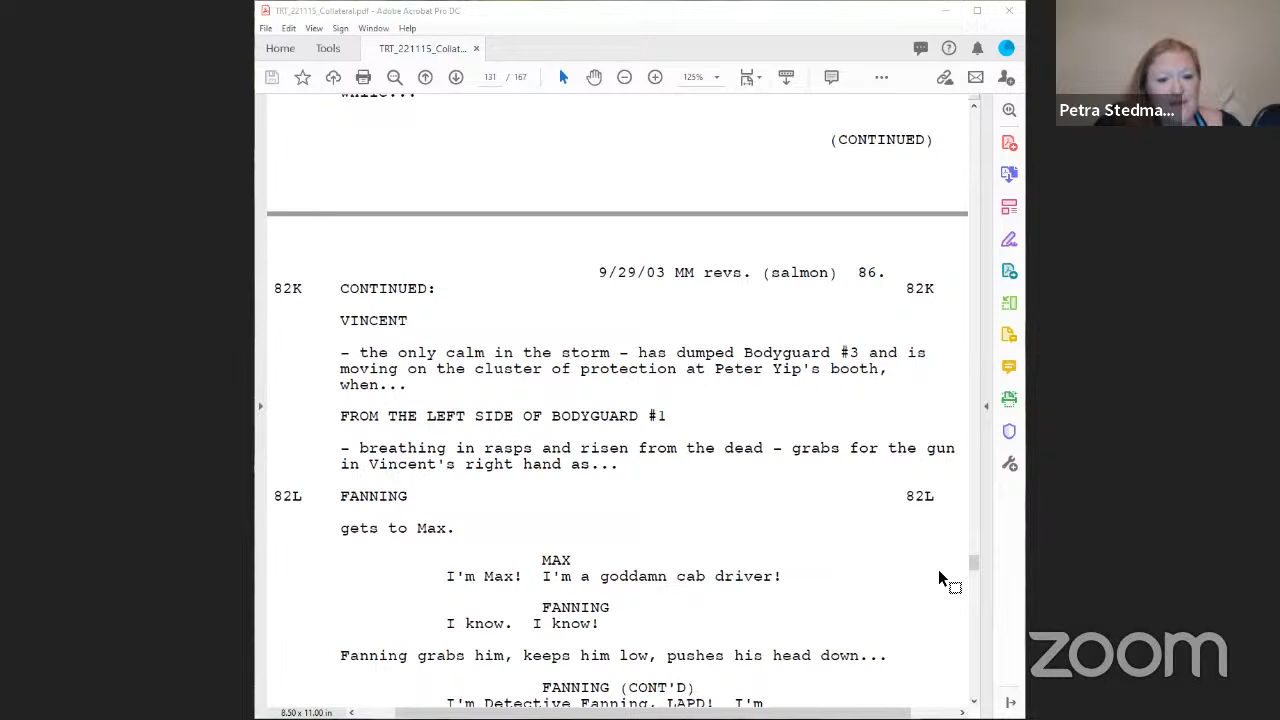 TRT_221115_Collateral.pdf - Adobe Acrobat Pro DC
File Edit View Sign Window Help
Home Tools TRT_221115_Collat... ×
131 / 167 125%
while...
(CONTINUED)
9/29/03 MM revs. (salmon) 86.
82K CONTINUED: 82K
VINCENT
- the only calm in the storm - has dumped Bodyguard #3 and is
moving on the cluster of protection at Peter Yip's booth,
when...
FROM THE LEFT SIDE OF BODYGUARD #1
- breathing in rasps and risen from the dead - grabs for the gun
in Vincent's right hand as...
82L FANNING 82L
gets to Max.
MAX
I'm Max! I'm a goddamn cab driver!
FANNING
I know. I know!
Fanning grabs him, keeps him low, pushes his head down...
FANNING (CONT'D)
I'm Detective Fanning, LAPD! I'm
8.50 x 11.00 in
Petra Stedma...
zoom